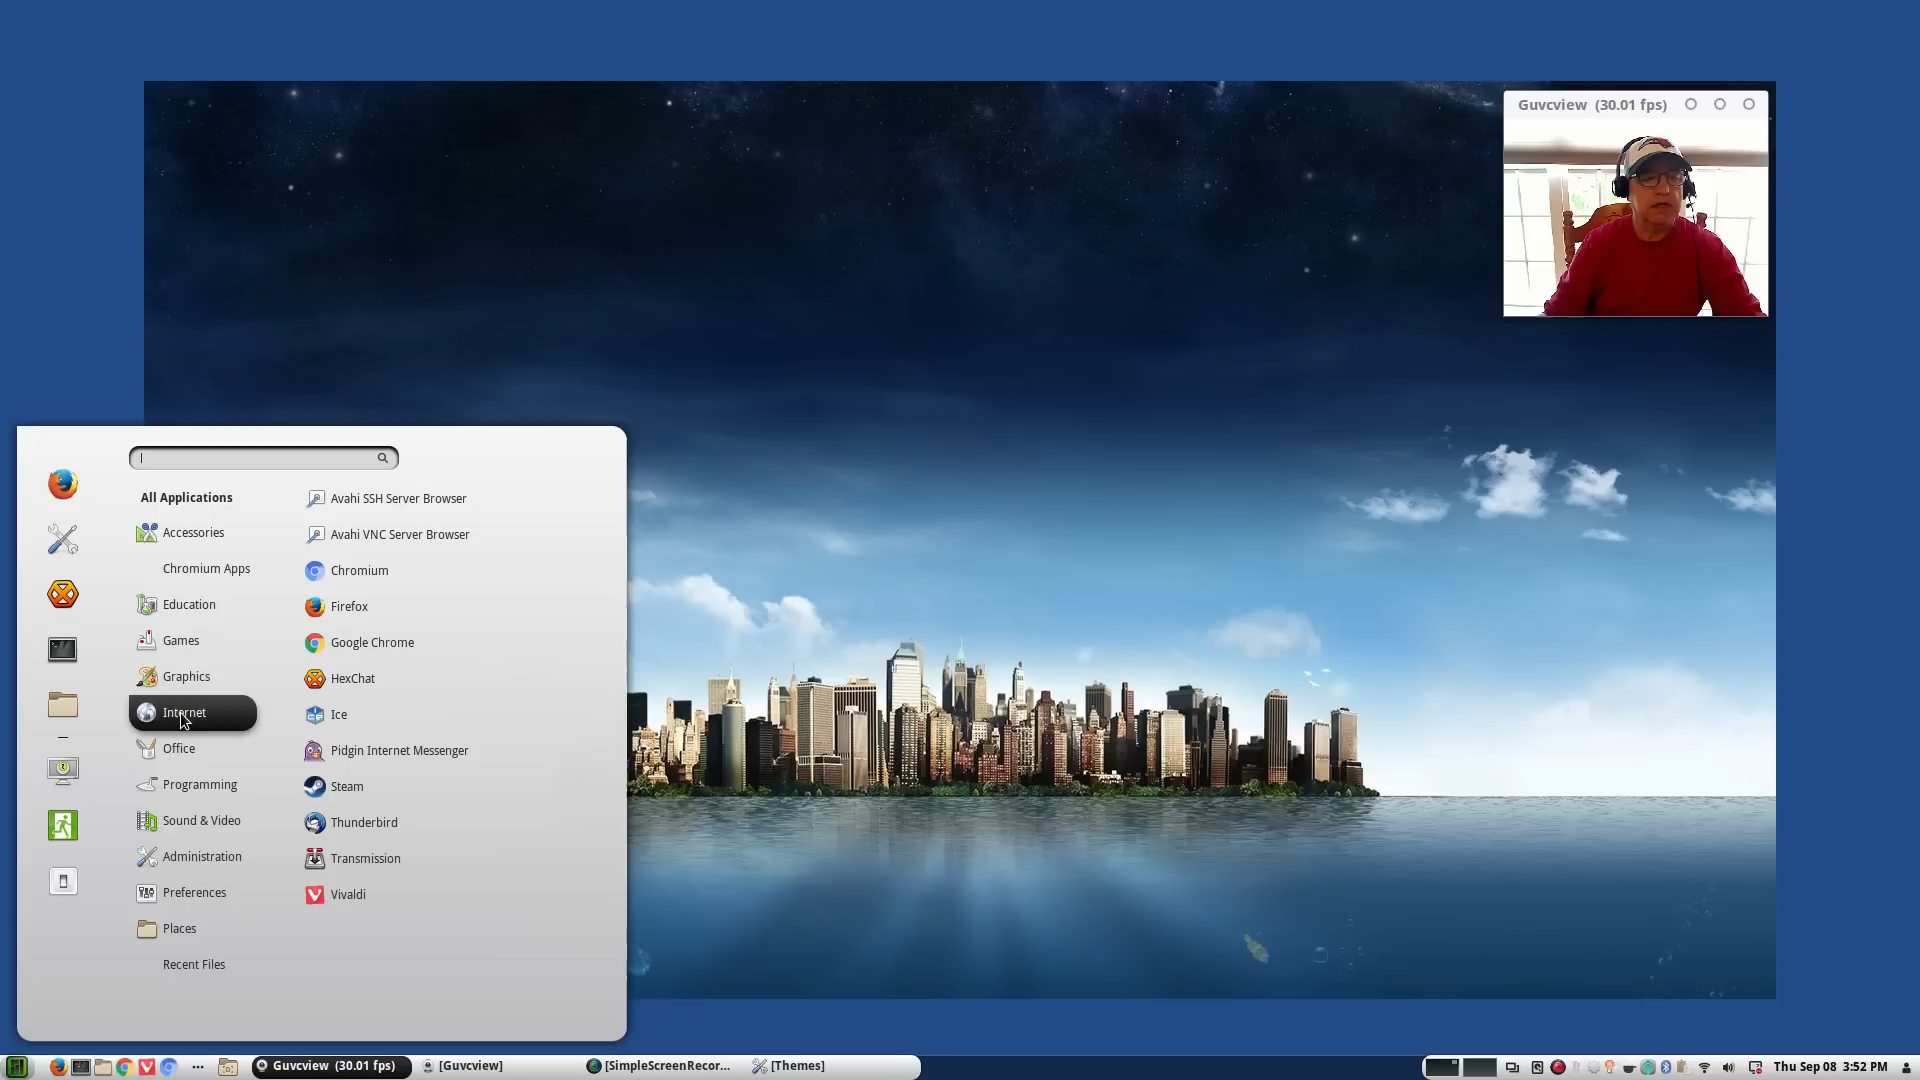 Guvcview (30.01 fps)
All Applications
Accessories
Chromium Apps
Education
Games
Graphics
Internet
Office
Programming
Sound & Video
Administration
Preferences
Places
Recent Files
Avahi SSH Server Browser
Avahi VNC Server Browser
Chromium
Firefox
Google Chrome
HexChat
Ice
Pidgin Internet Messenger
Steam
Thunderbird
Transmission
Vivaldi
Guvcview (30.01 fps)
[Guvcview]
[SimpleScreenRecor...
[Themes]
Thu Sep 08 3:52 PM